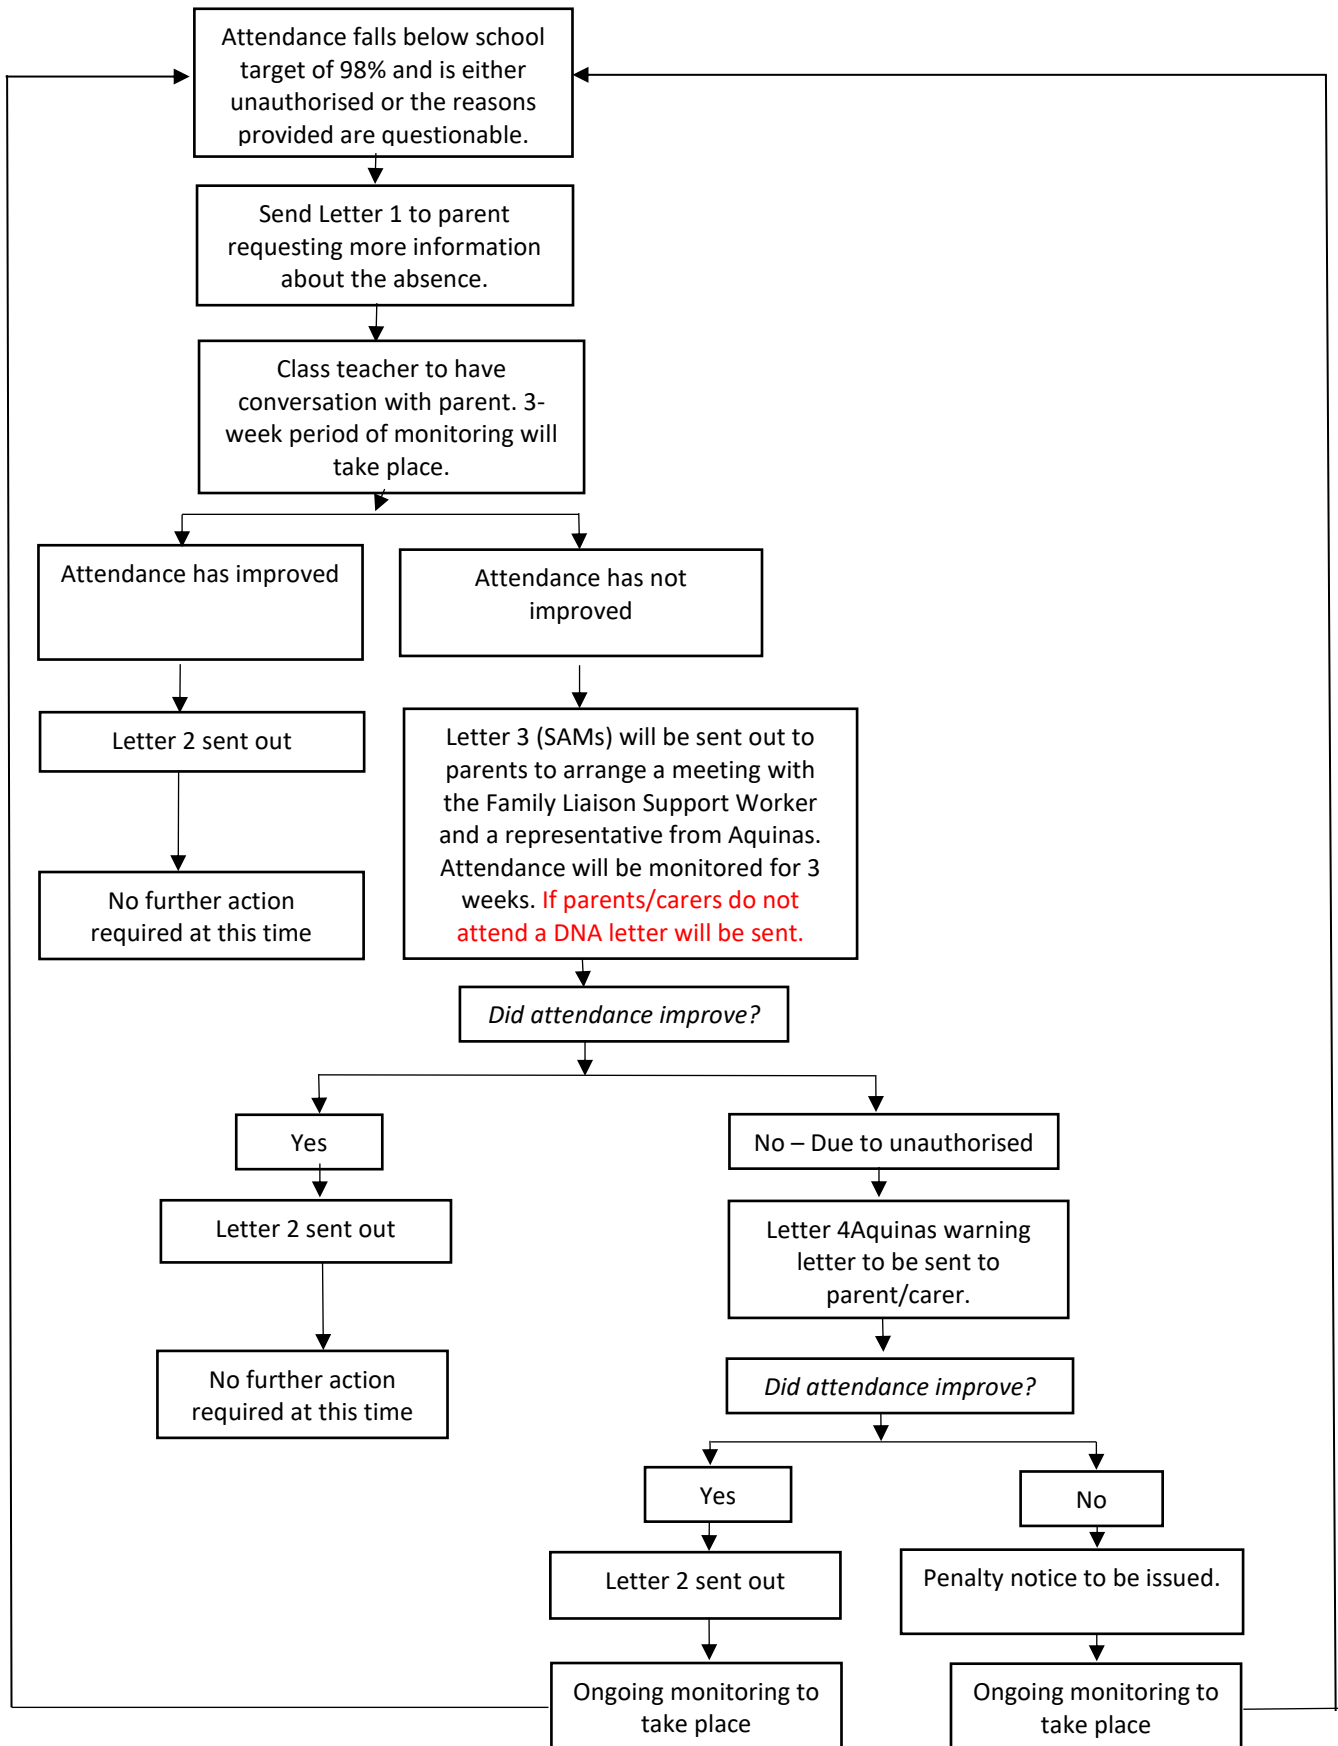 Attendance falls below school
target of 98% and is either
unauthorised or the reasons
provided are questionable.
Send Letter 1 to parent
requesting more information
about the absence.
Class teacher to have
conversation with parent. 3-
week period of monitoring will
take place.
Attendance has improved
Attendance has not
improved
Letter 2 sent out
Letter 3 (SAMs) will be sent out to
parents to arrange a meeting with
the Family Liaison Support Worker
and a representative from Aquinas.
Attendance will be monitored for 3
weeks. If parents/carers do not
attend a DNA letter will be sent.
No further action
required at this time
Did attendance improve?
Yes
No – Due to unauthorised
Letter 2 sent out
Letter 4Aquinas warning
letter to be sent to
parent/carer.
No further action
required at this time
Did attendance improve?
Yes
No
Letter 2 sent out
Penalty notice to be issued.
Ongoing monitoring to
take place
Ongoing monitoring to
take place